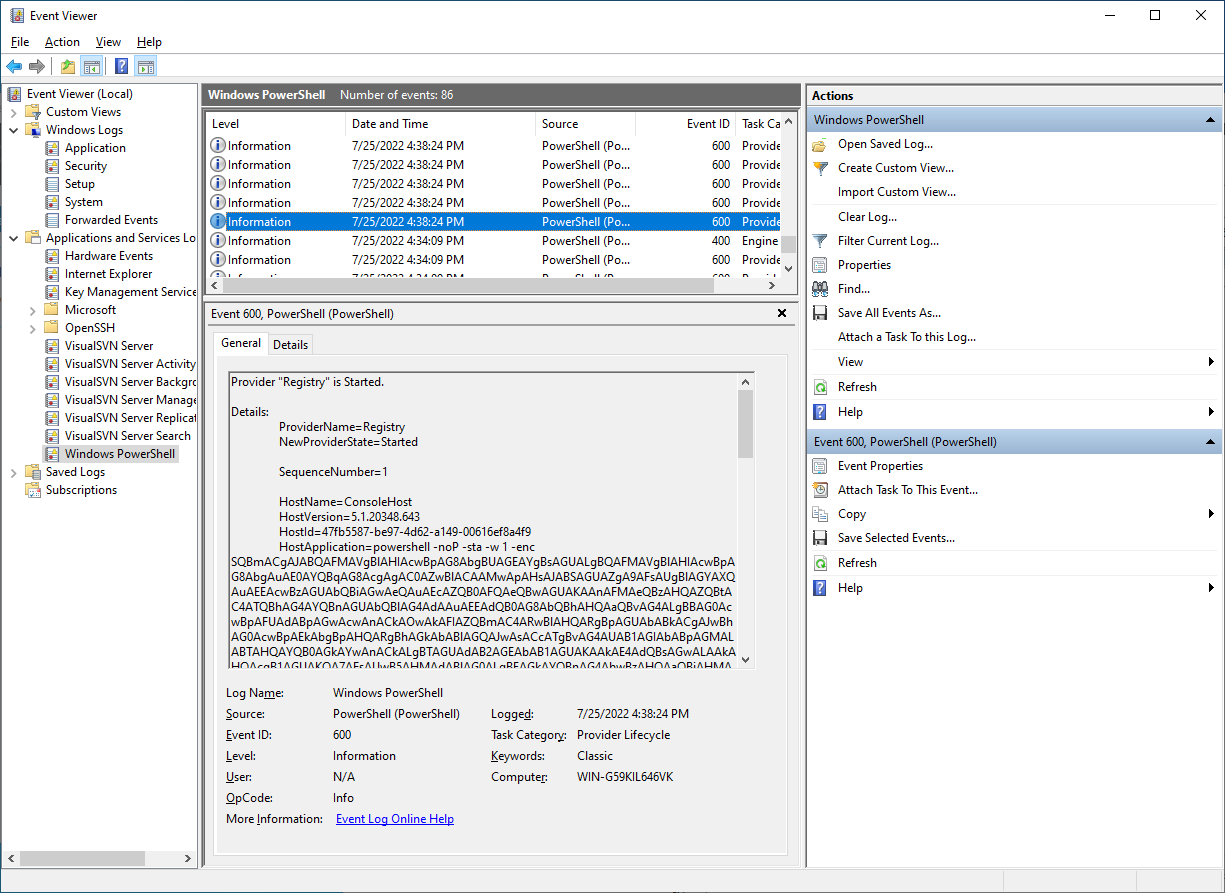 Event Viewer
File Action View Help
Event Viewer (Local)
Custom Views
Windows Logs
Application
Security
Setup
System
Forwarded Events
Applications and Services Lo
Hardware Events
Internet Explorer
Key Management Service
Microsoft
OpenSSH
VisualSVN Server
VisualSVN Server Activity
VisualSVN Server Backgro
VisualSVN Server Manage
VisualSVN Server Replicat
VisualSVN Server Search
Windows PowerShell
Saved Logs
Subscriptions
Windows PowerShell Number of events: 86
Level Date and Time Source Event ID Task Ca
Information 7/25/2022 4:38:24 PM PowerShell (Po... 600 Provide
Information 7/25/2022 4:38:24 PM PowerShell (Po... 600 Provide
Information 7/25/2022 4:38:24 PM PowerShell (Po... 600 Provide
Information 7/25/2022 4:38:24 PM PowerShell (Po... 600 Provide
Information 7/25/2022 4:38:24 PM PowerShell (Po... 600 Provide
Information 7/25/2022 4:34:09 PM PowerShell (Po... 400 Engine
Information 7/25/2022 4:34:09 PM PowerShell (Po... 600 Provide
Event 600, PowerShell (PowerShell)
General Details
Provider "Registry" is Started.
Details:
ProviderName=Registry
NewProviderState=Started
SequenceNumber=1
HostName=ConsoleHost
HostVersion=5.1.20348.643
HostId=47fb5587-be97-4d62-a149-00616ef8a4f9
HostApplication=powershell -noP -sta -w 1 -enc
SQBmACgAJABQAFMAVgBlAHIAcwBpAG8AbgBUAGEAYgBsAGUALgBQAFMAVgBlAHIAcwBpA
G8AbgAuAE0AYQBqAG8AcgAgAC0AZwBlACAAMwApAHsAJABSAGUAZgA9AFsAUgBlAGYAXQ
AuAEEAcwBzAGUAbQBiAGwAeQAuAEcAZQB0AFQAeQBwAGUAKAAnAFMAeQBzAHQAZQBtA
C4ATQBhAG4AYQBnAGUAbQBlAG4AdAAuAEEAdQB0AG8AbQBhAHQAaQBvAG4ALgBBAG0Ac
wBpAFUAdABpAGwAcwAnACkAOwAkAFIAZQBmAC4ARwBlAHQARgBpAGUAbABkACgAJwBh
AG0AcwBpAEkAbgBpAHQARgBhAGkAbABlAGQAJwAsACcATgBvAG4AUAB1AGIAbABpAGMAL
ABTAHQAYQB0AGkAYwAnACkALgBTAGUAdAB2AGEAbAB1AGUAKAAkAE4AdQBsAGwALAAkA
Log Name: Windows PowerShell
Source: PowerShell (PowerShell) Logged: 7/25/2022 4:38:24 PM
Event ID: 600 Task Category: Provider Lifecycle
Level: Information Keywords: Classic
User: N/A Computer: WIN-G59KIL646VK
OpCode: Info
More Information: Event Log Online Help
Actions
Windows PowerShell
Open Saved Log...
Create Custom View...
Import Custom View...
Clear Log...
Filter Current Log...
Properties
Find...
Save All Events As...
Attach a Task To this Log...
View
Refresh
Help
Event 600, PowerShell (PowerShell)
Event Properties
Attach Task To This Event...
Copy
Save Selected Events...
Refresh
Help